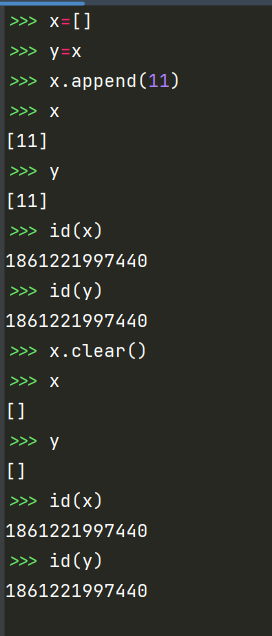 >>> x=[]
>>> y=x
>>> x.append(11)
>>> x
[11]
>>> y
[11]
>>> id(x)
1861221997440
>>> id(y)
1861221997440
>>> x.clear()
>>> x
[]
>>> y
[]
>>> id(x)
1861221997440
>>> id(y)
1861221997440